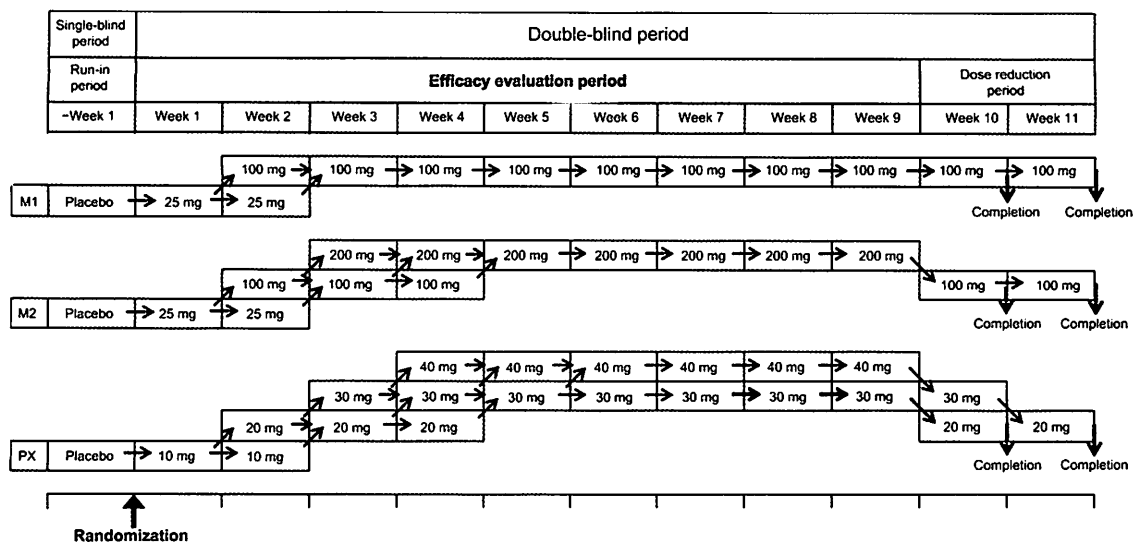 Single-blind period
Double-blind period
Run-in period
Efficacy evaluation period
Dose reduction period
−Week 1 Week 1 Week 2 Week 3 Week 4 Week 5 Week 6 Week 7 Week 8 Week 9 Week 10 Week 11
100 mg 100 mg 100 mg 100 mg 100 mg 100 mg 100 mg 100 mg 100 mg 100 mg
M1 Placebo 25 mg 25 mg
Completion Completion
200 mg 200 mg 200 mg 200 mg 200 mg 200 mg 200 mg
100 mg 100 mg 100 mg 100 mg 100 mg
M2 Placebo 25 mg 25 mg
Completion Completion
40 mg 40 mg 40 mg 40 mg 40 mg 40 mg
30 mg 30 mg 30 mg 30 mg 30 mg 30 mg 30 mg 30 mg
20 mg 20 mg 20 mg 20 mg 20 mg
PX Placebo 10 mg 10 mg
Completion Completion
Randomization